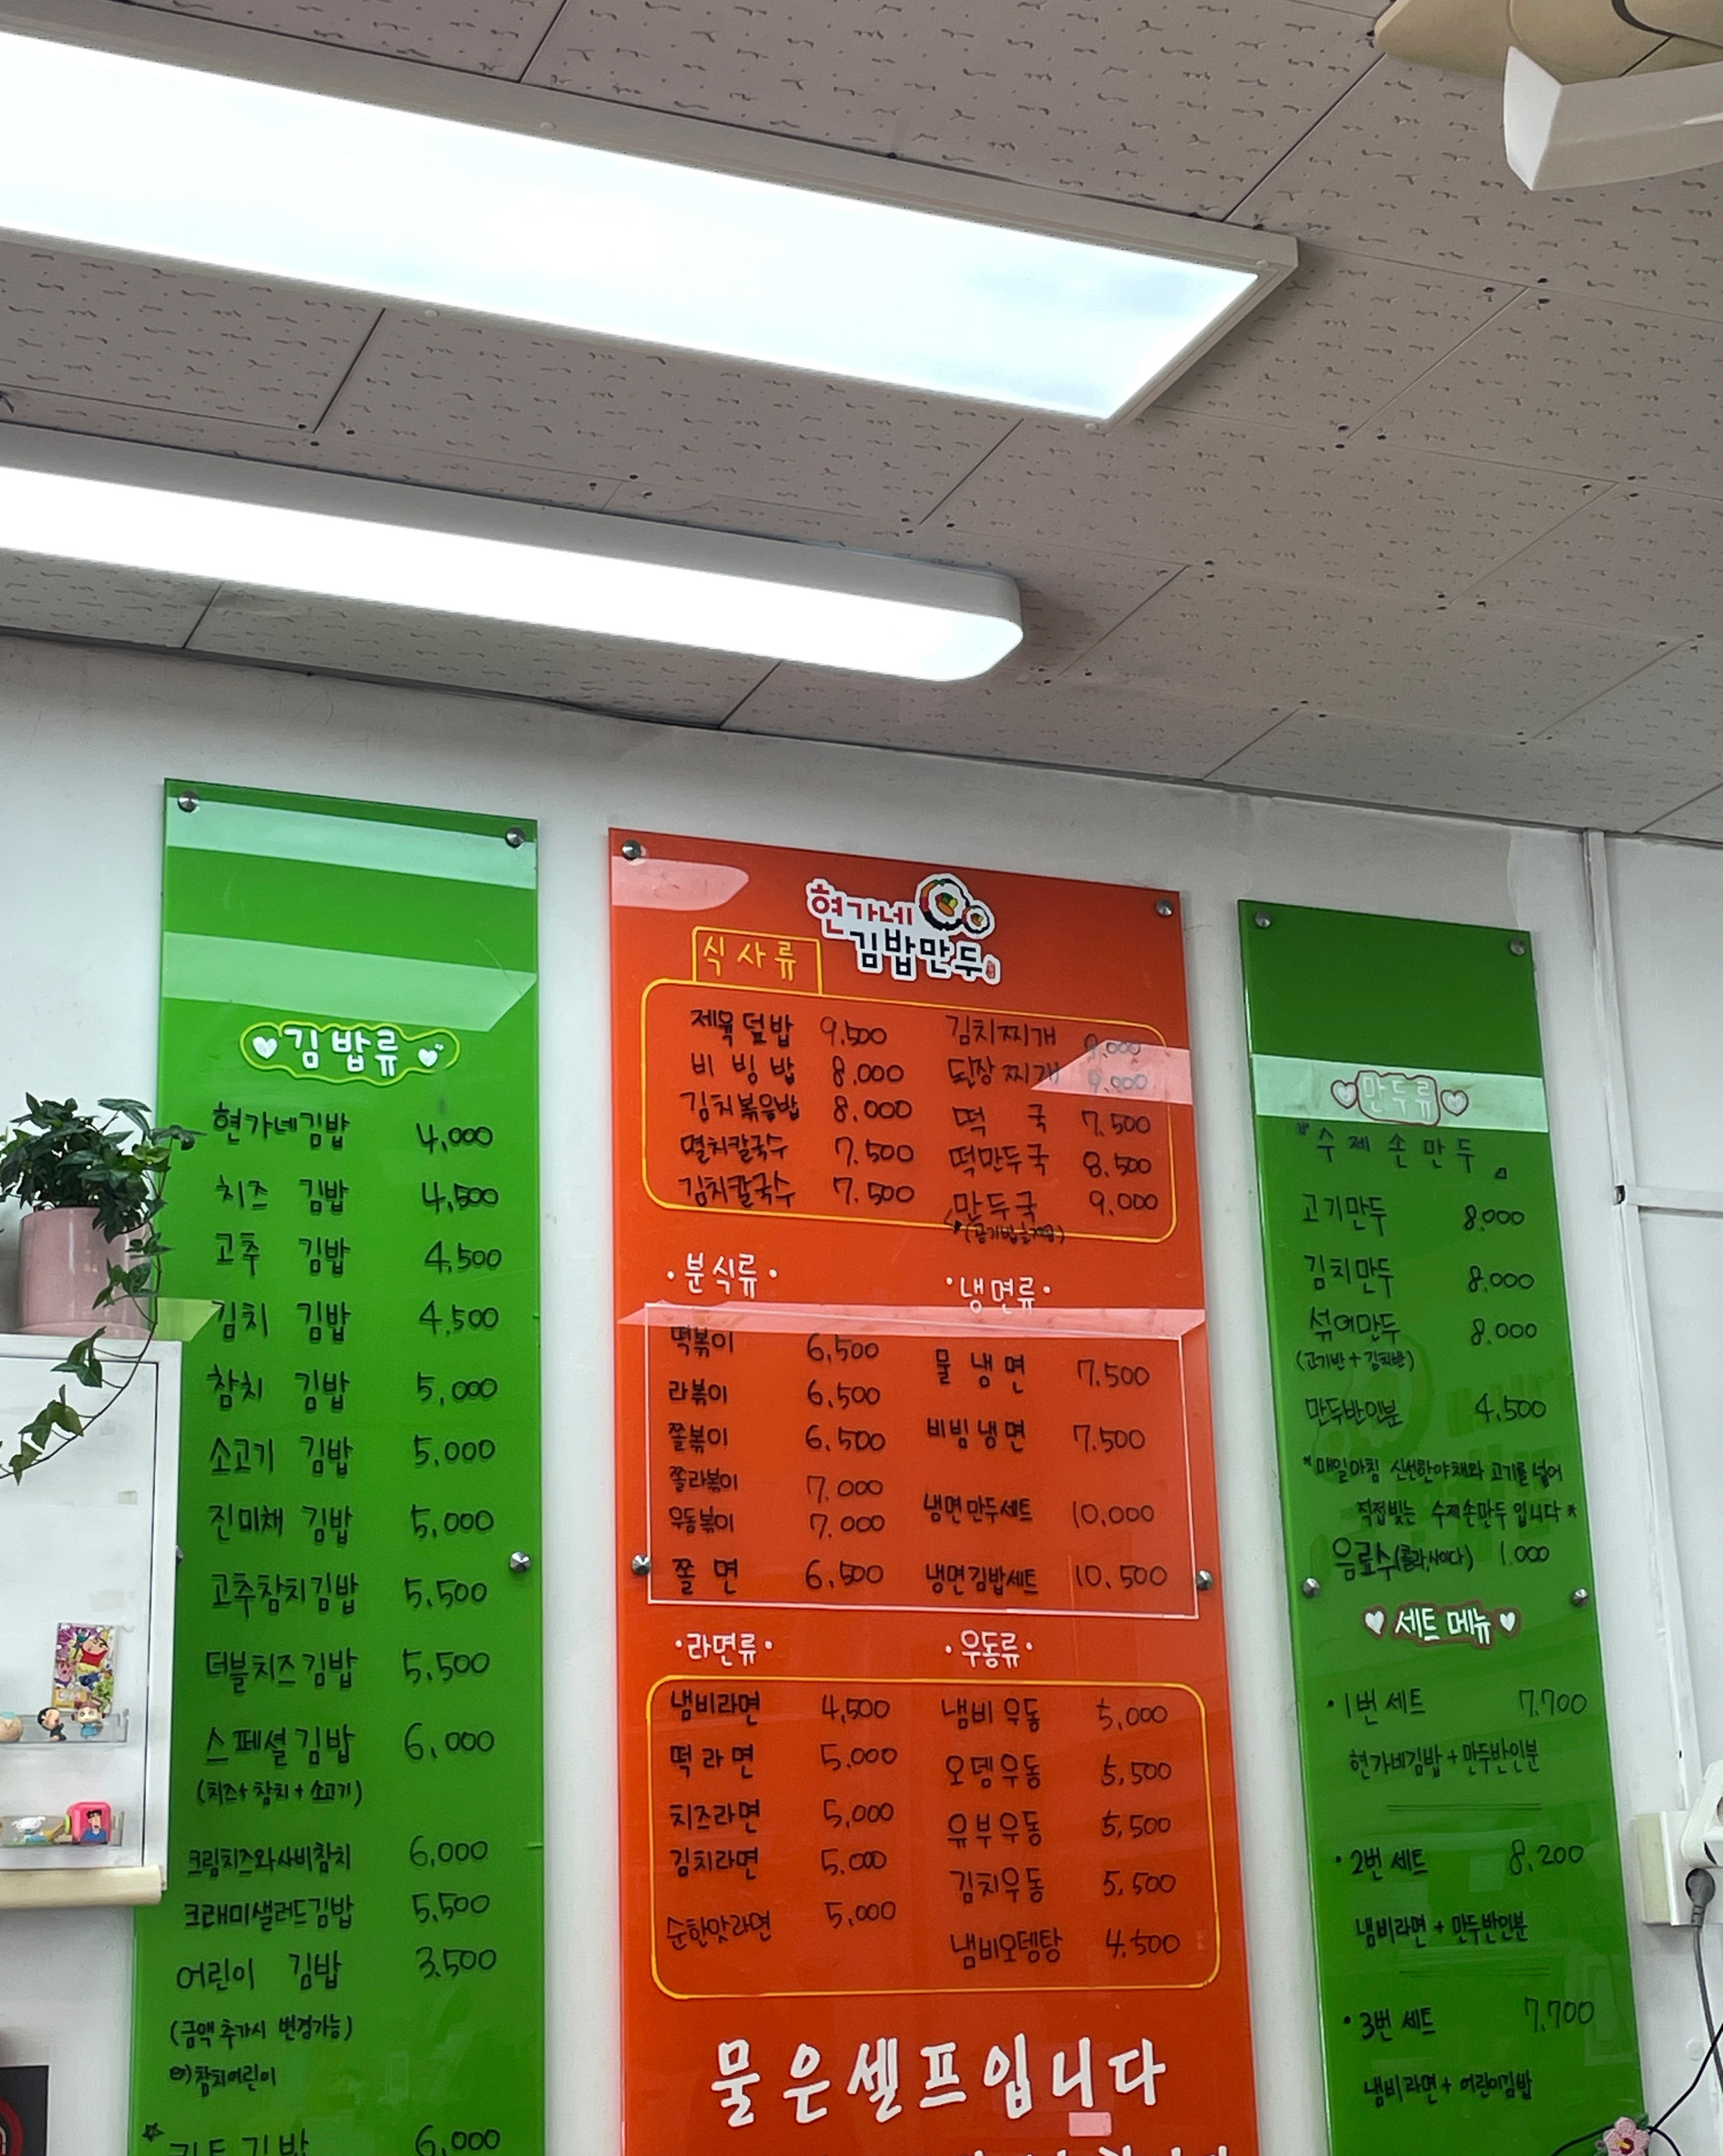 김밥류
현가네김밥 4,000
치즈 김밥 4,500
고추 김밥 4,500
김치 김밥 4,500
참치 김밥 5,000
소고기 김밥 5,000
진미채 김밥 5,000
고추참치김밥 5,500
더블치즈김밥 5,500
스페셜김밥 6,000
(치즈+참치+소고기)
크림치즈와사비참치 6,000
크래미샐러드김밥 5,500
어린이 김밥 3,500
(금액 추가시 변경가능)
예)참치어린이
김밥 6,000
현가네
김밥만두
식사류
제육덮밥 9,500
비빙밥 8,000
김치볶음밥 8,000
멸치칼국수 7,500
김치칼국수 7,500
김치찌개 9,000
된장찌개 9,000
떡국 7,500
떡만두국 8,500
만두국 9,000
·분식류·
떡볶이 6,500
라볶이 6,500
쫄볶이 6,500
쫄라볶이 7,000
우동볶이 7,000
쫄면 6,500
·냉면류·
물냉면 7,500
비빔냉면 7,500
냉면만두세트 10,000
냉면김밥세트 10,500
·라면류·
냄비라면 4,500
떡라면 5,000
치즈라면 5,000
김치라면 5,000
순한맛라면 5,000
·우동류·
냄비우동 5,000
오뎅우동 5,500
유부우동 5,500
김치우동 5,500
냄비오뎅탕 4,500
물은셀프입니다
만두류
"수제손만두"
고기만두 8,000
김치만두 8,000
섞어만두 8,000
(고기반+김치반)
만두반인분 4,500
*매일아침 신선한야채와 고기를 넣어
직접빚는 수제손만두 입니다*
음료수(콜라,사이다) 1,000
세트 메뉴
·1번 세트 7,700
현가네김밥+만두반인분
·2번 세트 8,200
냄비라면+만두반인분
·3번 세트 7,700
냄비라면+어린이김밥